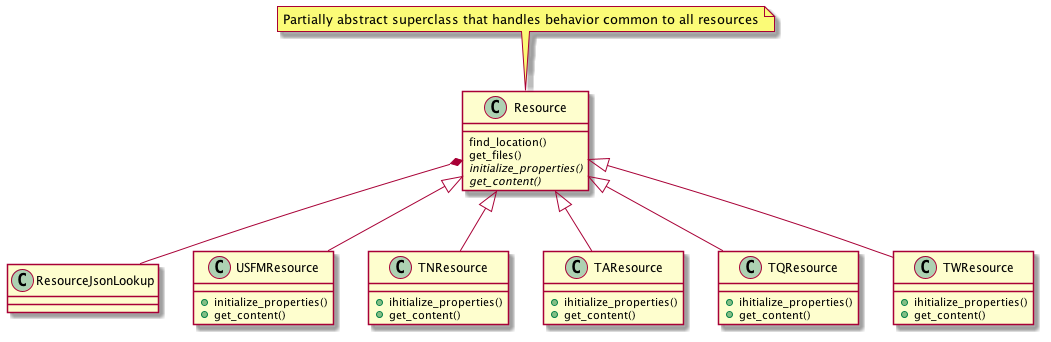 Partially abstract superclass that handles behavior common to all resources
C Resource
find_location()
get_files()
initialize_properties()
get_content()
C ResourceJsonLookup
C USFMResource
initialize_properties()
get_content()
C TNResource
ihitialize_properties()
get_content()
C TAResource
ihitialize_properties()
get_content()
C TQResource
ihitialize_properties()
get_content()
C TWResource
ihitialize_properties()
get_content()